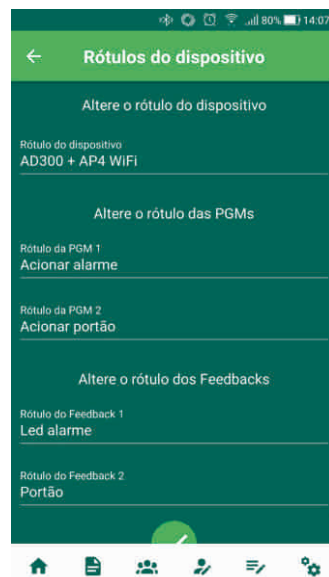 80% 14:07
Rótulos do dispositivo
Altere o rótulo do dispositivo
Rótulo do dispositivo
AD300 + AP4 WiFi
Altere o rótulo das PGMs
Rótulo da PGM 1
Acionar alarme
Rótulo da PGM 2
Acionar portão
Altere o rótulo dos Feedbacks
Rótulo do Feedback 1
Led alarme
Rótulo do Feedback 2
Portão